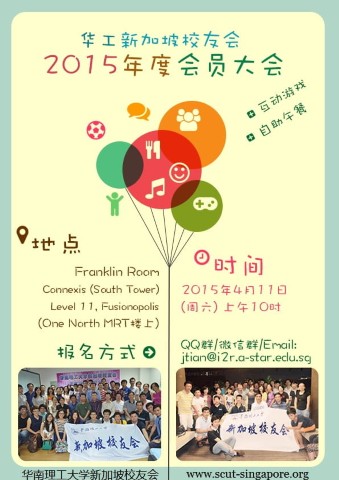 华工新加坡校友会
2015年度会员大会
互动游戏
自助午餐
地点
Franklin Room
Connexis (South Tower)
Level 11, Fusionopolis
(One North MRT楼上)
时间
2015年4月11日
(周六) 上午10时
报名方式
QQ群/微信群/Email:
jtian@i2r.a-star.edu.sg
新加坡校友会
新加坡校友会
华南理工大学新加坡校友会
www.scut-singapore.org